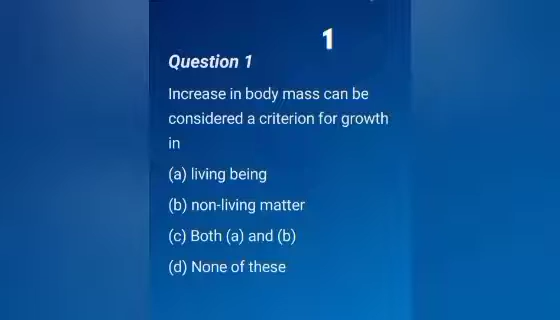 1
Question 1
Increase in body mass can be
considered a criterion for growth
in
(a) living being
(b) non-living matter
(c) Both (a) and (b)
(d) None of these